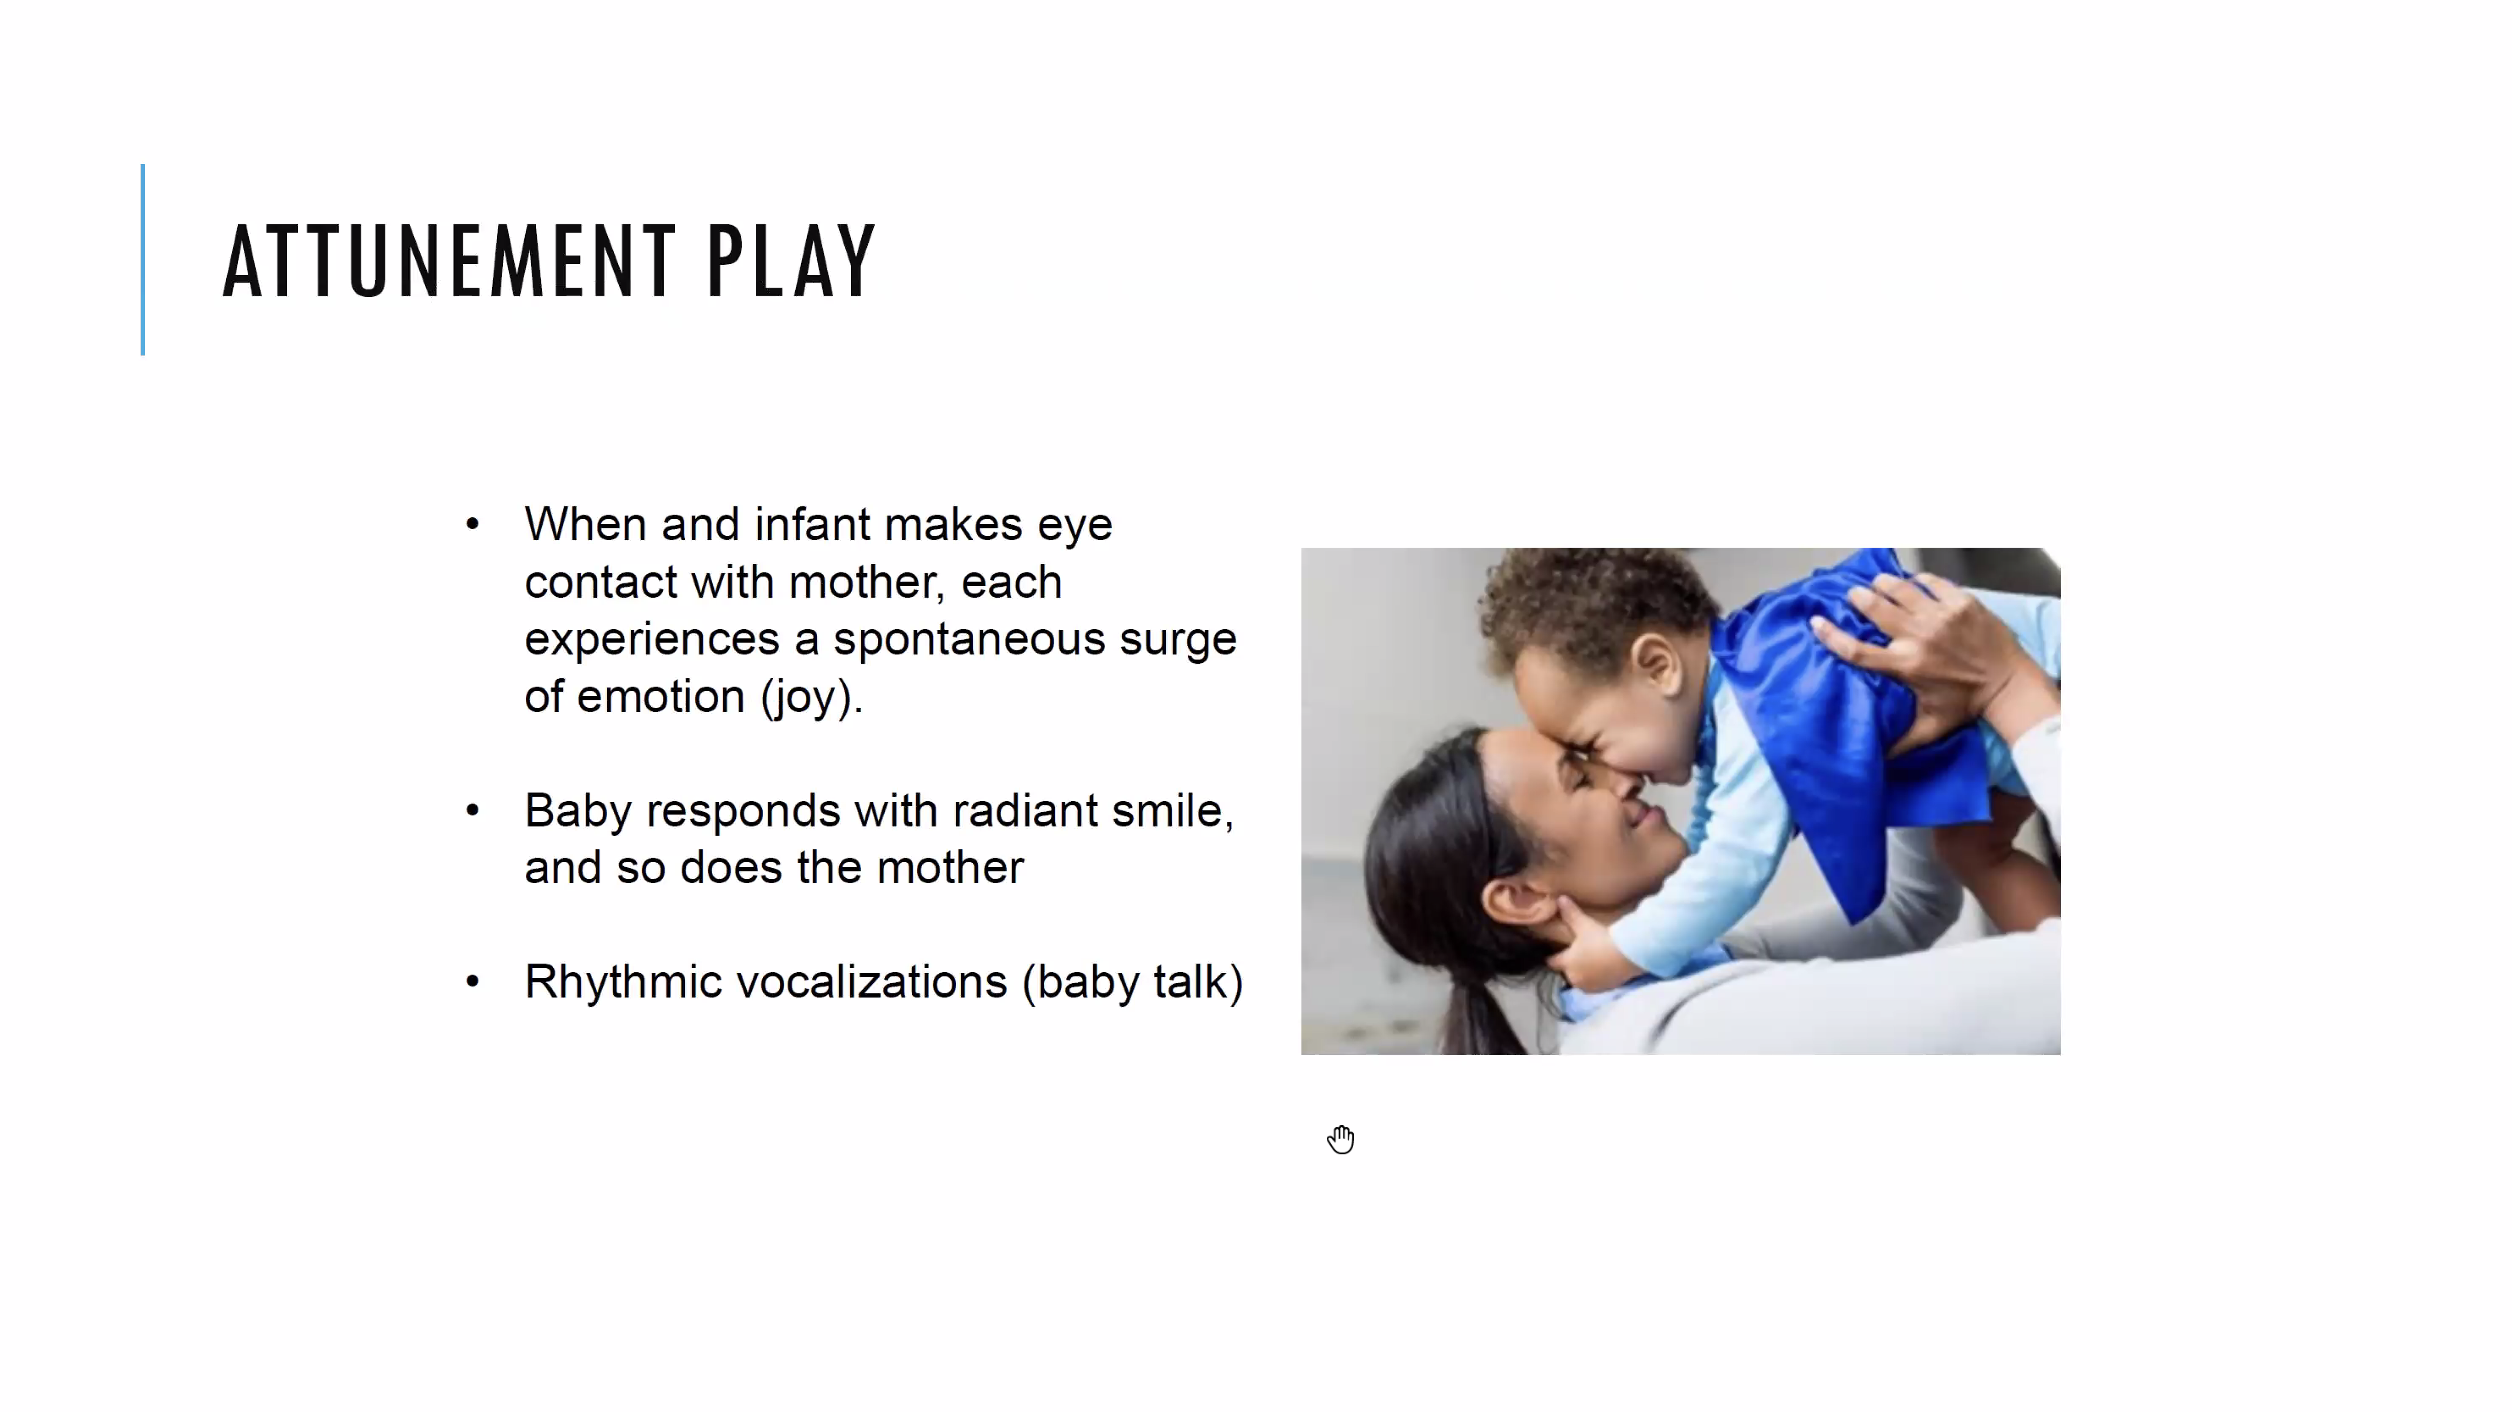 ATTUNEMENT PLAY
• When and infant makes eye
contact with mother, each
experiences a spontaneous surge
of emotion (joy).
• Baby responds with radiant smile,
and so does the mother
• Rhythmic vocalizations (baby talk)